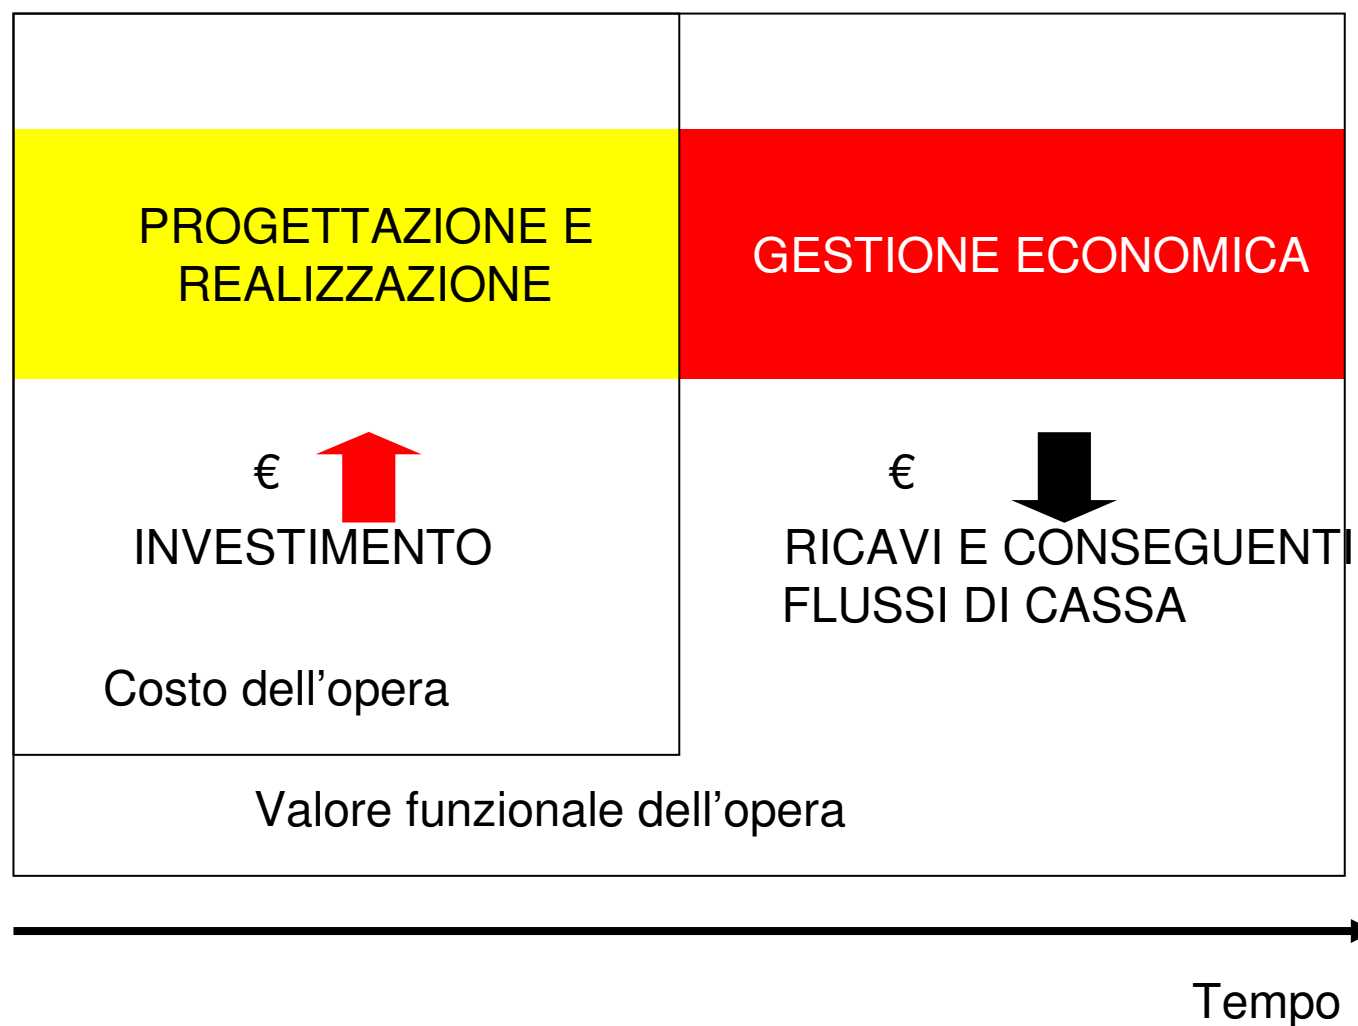 PROGETTAZIONE E
REALIZZAZIONE
GESTIONE ECONOMICA
€
INVESTIMENTO
€
RICAVI E CONSEGUENTI
FLUSSI DI CASSA
Costo dell’opera
Valore funzionale dell’opera
Tempo